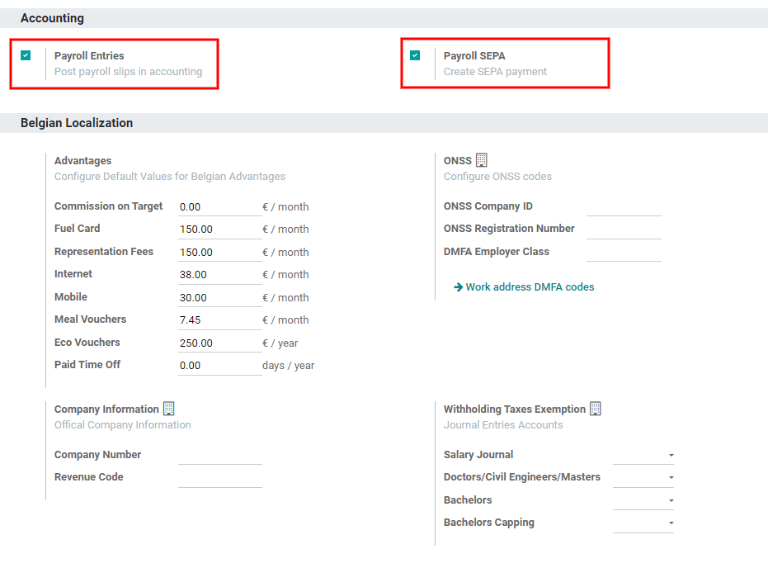 Accounting
Payroll Entries
Post payroll slips in accounting
Payroll SEPA
Create SEPA payment
Belgian Localization
Advantages
Configure Default Values for Belgian Advantages
Commission on Target 0.00 € / month
Fuel Card 150.00 € / month
Representation Fees 150.00 € / month
Internet 38.00 € / month
Mobile 30.00 € / month
Meal Vouchers 7.45 € / month
Eco Vouchers 250.00 € / year
Paid Time Off 0.00 days / year
ONSS
Configure ONSS codes
ONSS Company ID
ONSS Registration Number
DMFA Employer Class
Work address DMFA codes
Company Information
Offical Company Information
Company Number
Revenue Code
Withholding Taxes Exemption
Journal Entries Accounts
Salary Journal
Doctors/Civil Engineers/Masters
Bachelors
Bachelors Capping